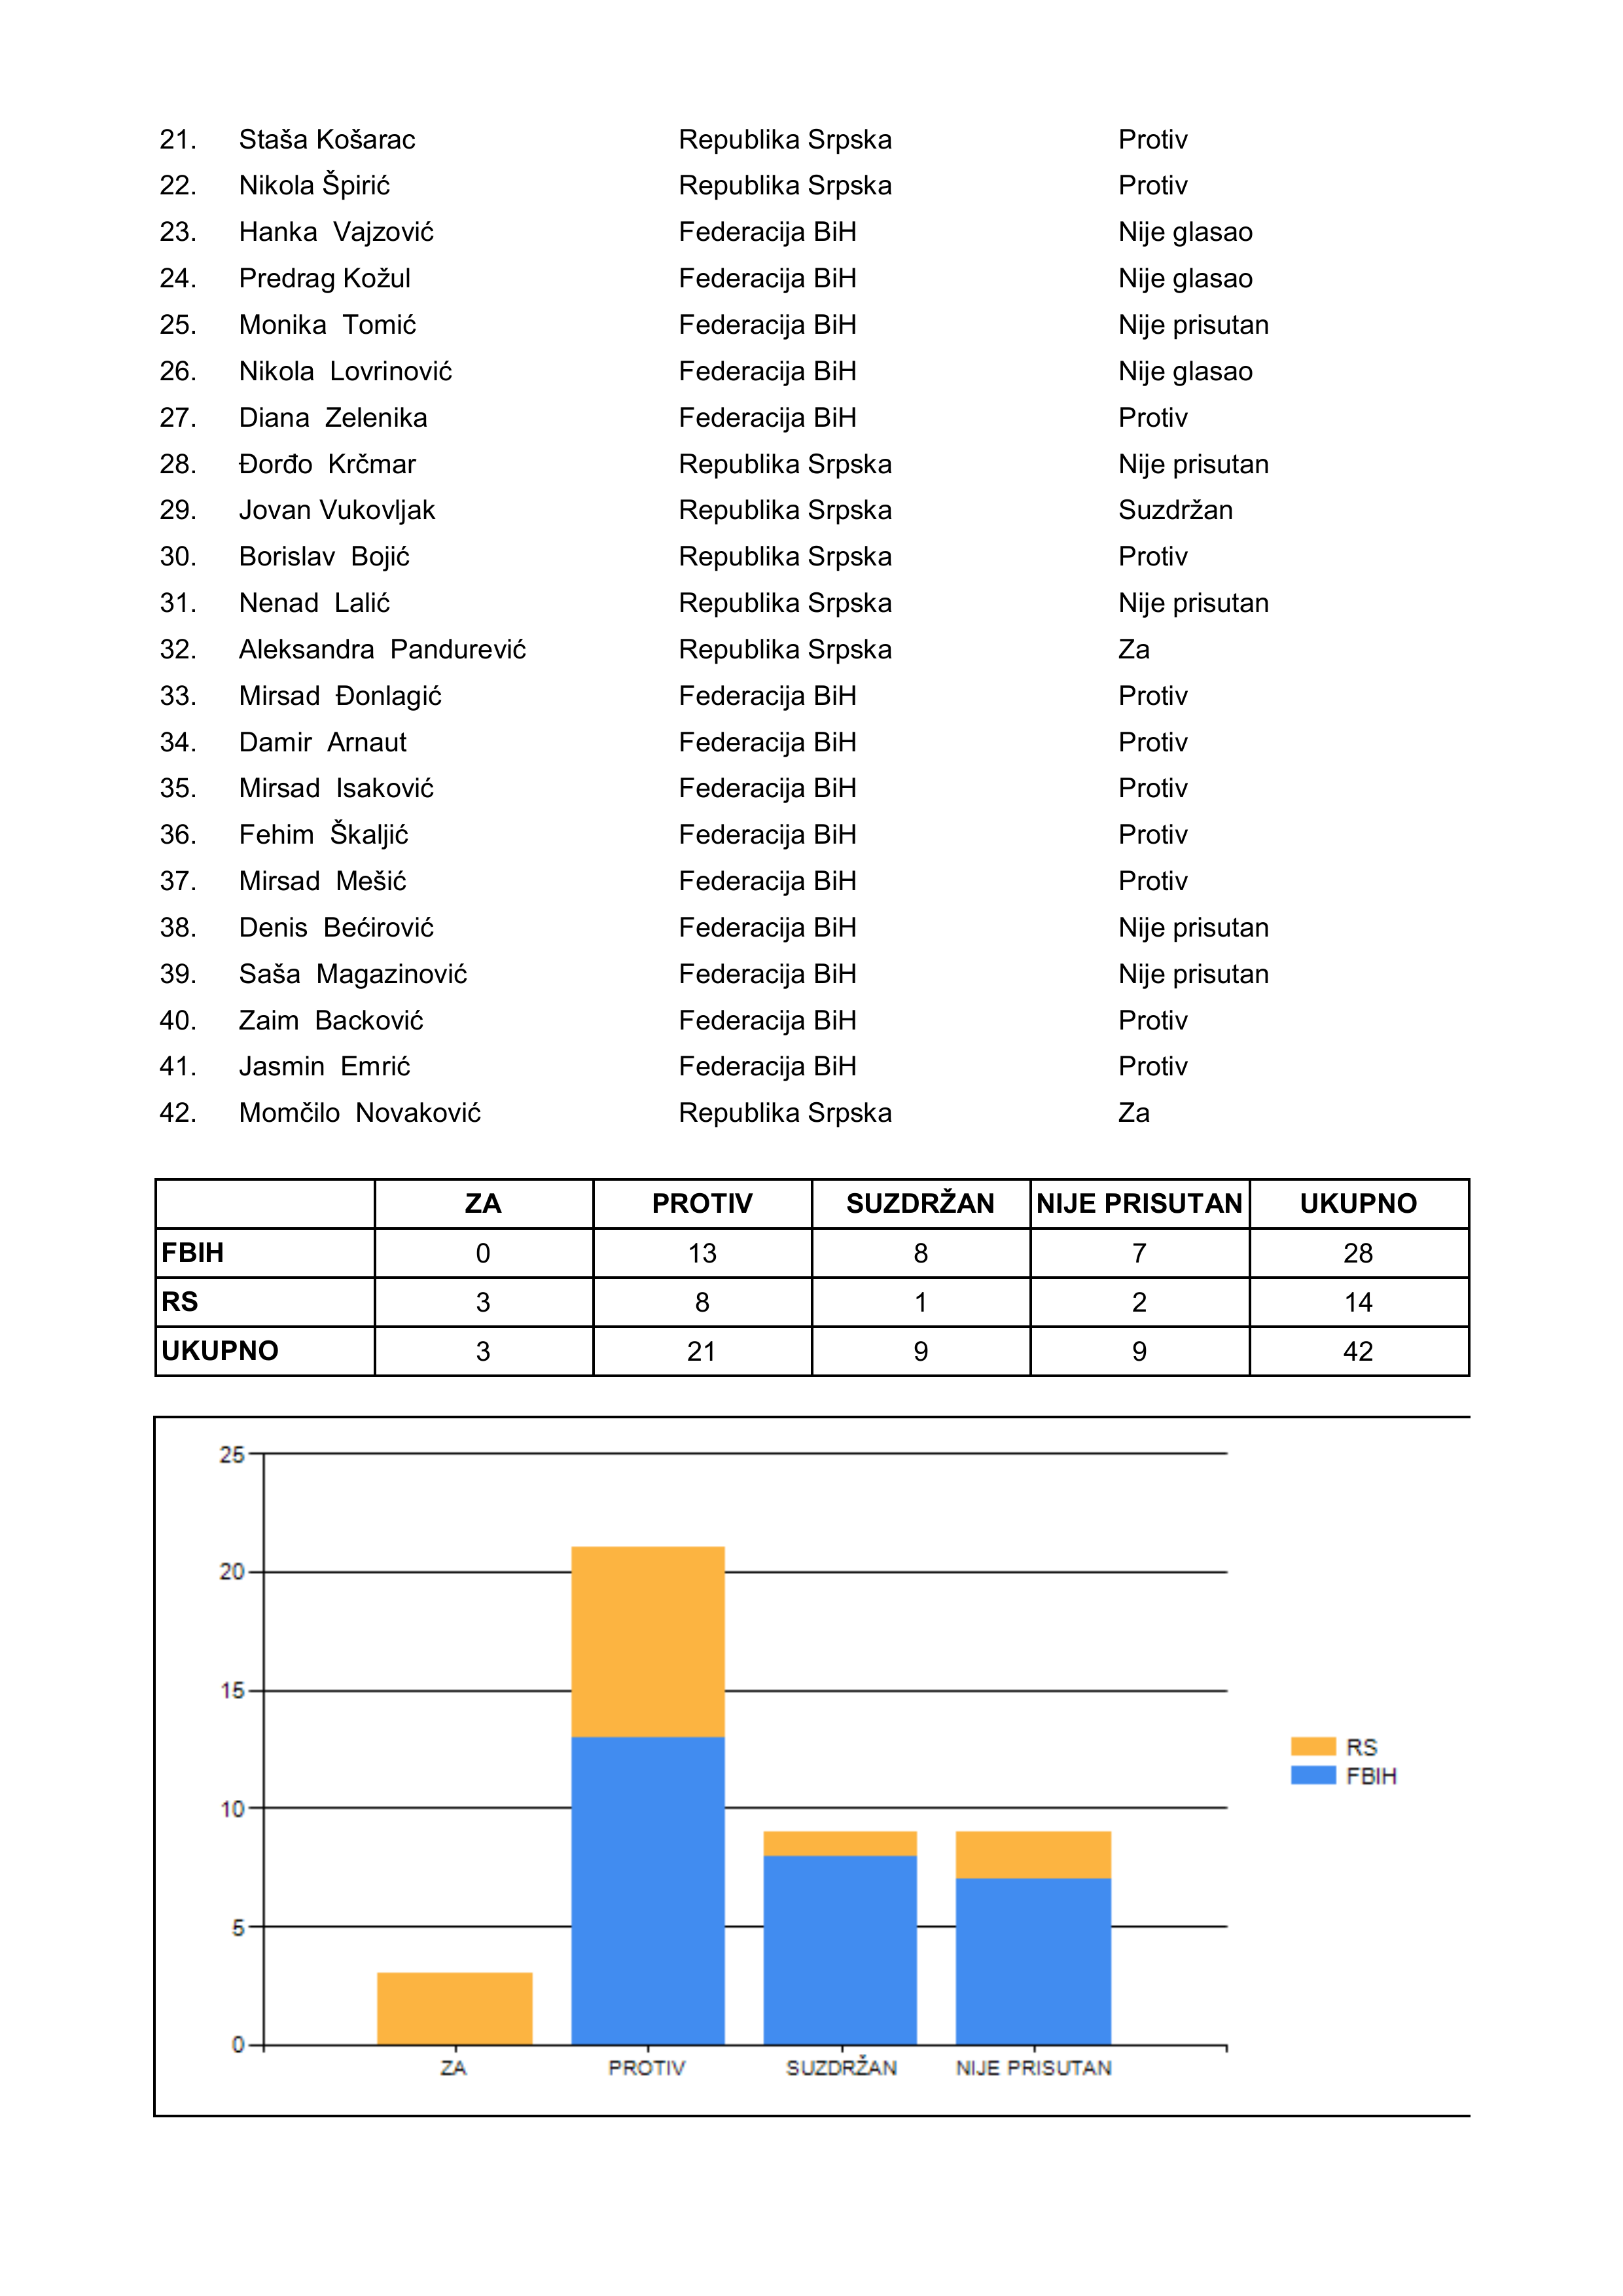 21. Staša Košarac Republika Srpska Protiv
22. Nikola Špirić Republika Srpska Protiv
23. Hanka Vajzović Federacija BiH Nije glasao
24. Predrag Kožul Federacija BiH Nije glasao
25. Monika Tomić Federacija BiH Nije prisutan
26. Nikola Lovrinović Federacija BiH Nije glasao
27. Diana Zelenika Federacija BiH Protiv
28. Đorđo Krčmar Republika Srpska Nije prisutan
29. Jovan Vukovljak Republika Srpska Suzdržan
30. Borislav Bojić Republika Srpska Protiv
31. Nenad Lalić Republika Srpska Nije prisutan
32. Aleksandra Pandurević Republika Srpska Za
33. Mirsad Đonlagić Federacija BiH Protiv
34. Damir Arnaut Federacija BiH Protiv
35. Mirsad Isaković Federacija BiH Protiv
36. Fehim Škaljić Federacija BiH Protiv
37. Mirsad Mešić Federacija BiH Protiv
38. Denis Bećirović Federacija BiH Nije prisutan
39. Saša Magazinović Federacija BiH Nije prisutan
40. Zaim Backović Federacija BiH Protiv
41. Jasmin Emrić Federacija BiH Protiv
42. Momčilo Novaković Republika Srpska Za
ZA PROTIV SUZDRŽAN NIJE PRISUTAN UKUPNO
FBIH 0 13 8 7 28
RS 3 8 1 2 14
UKUPNO 3 21 9 9 42
25
20
15
10
5
0
ZA PROTIV SUZDRŽAN NIJE PRISUTAN
RS
FBIH